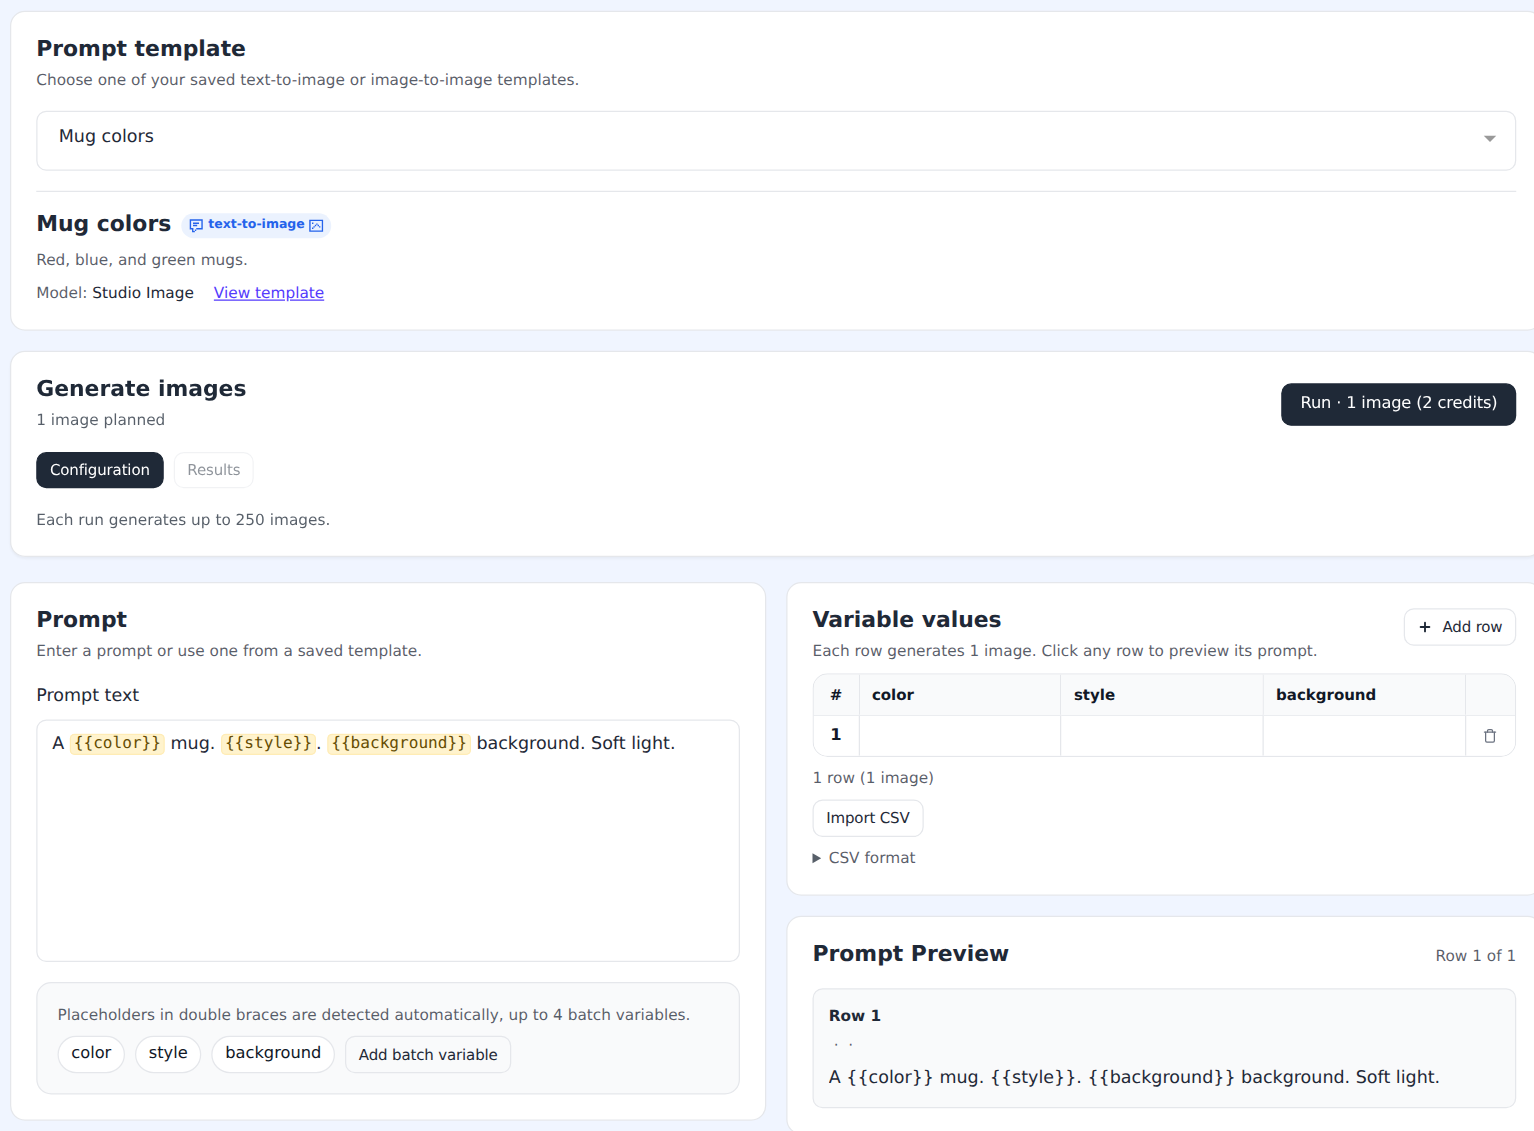 Prompt template
Choose one of your saved text-to-image or image-to-image templates.
Mug colors
Mug colors text-to-image
Red, blue, and green mugs.
Model: Studio Image View template
Generate images
1 image planned
Run · 1 image (2 credits)
Configuration Results
Each run generates up to 250 images.
Prompt
Enter a prompt or use one from a saved template.
Prompt text
A {{color}} mug. {{style}}. {{background}} background. Soft light.
Placeholders in double braces are detected automatically, up to 4 batch variables.
color style background Add batch variable
Variable values
+ Add row
Each row generates 1 image. Click any row to preview its prompt.
# color style background
1
1 row (1 image)
Import CSV
CSV format
Prompt Preview Row 1 of 1
Row 1
· ·
A {{color}} mug. {{style}}. {{background}} background. Soft light.